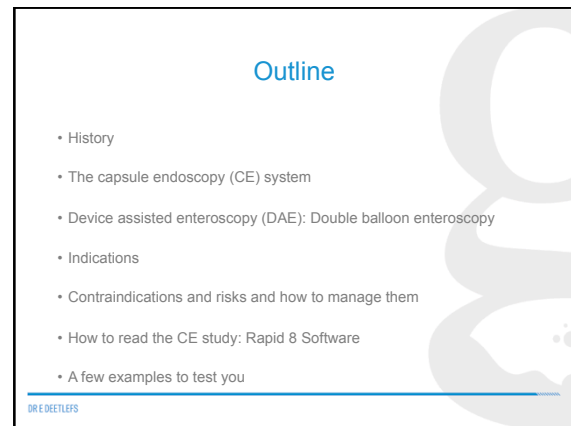 Outline
• History
• The capsule endoscopy (CE) system
• Device assisted enteroscopy (DAE): Double balloon enteroscopy
• Indications
• Contraindications and risks and how to manage them
• How to read the CE study: Rapid 8 Software
• A few examples to test you
DR E DEETLEFS